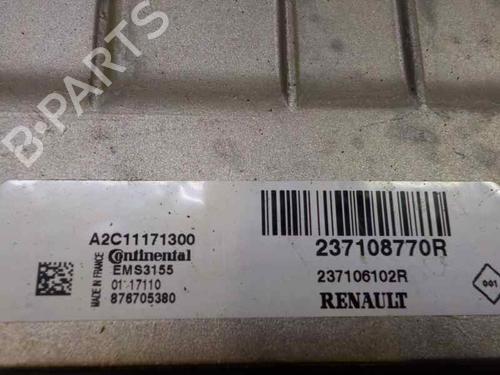 B-PARTS
A2C11171300
Continental
EMS3155
01 17110
876705380
MADE IN FRANCE
237108770R
237106102R
RENAULT
001